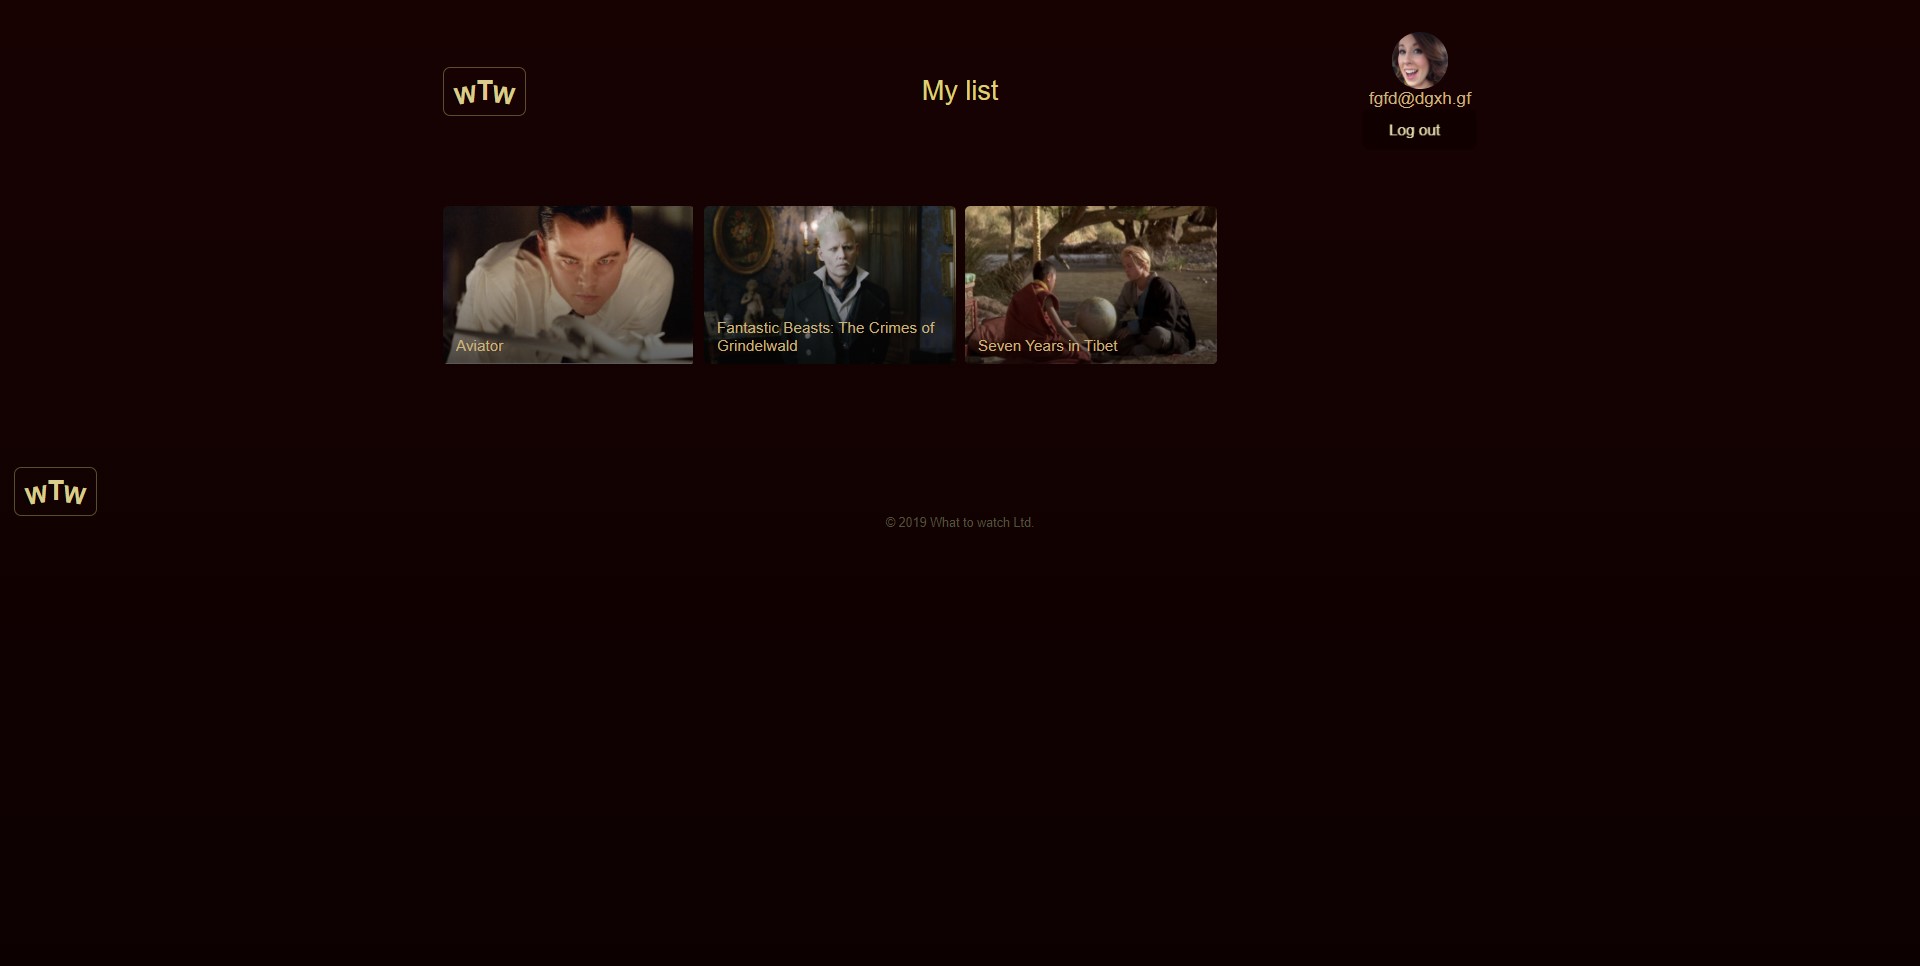 wTw
My list
fgfd@dgxh.gf
Log out
Aviator
Fantastic Beasts: The Crimes of
Grindelwald
Seven Years in Tibet
wTw
© 2019 What to watch Ltd.